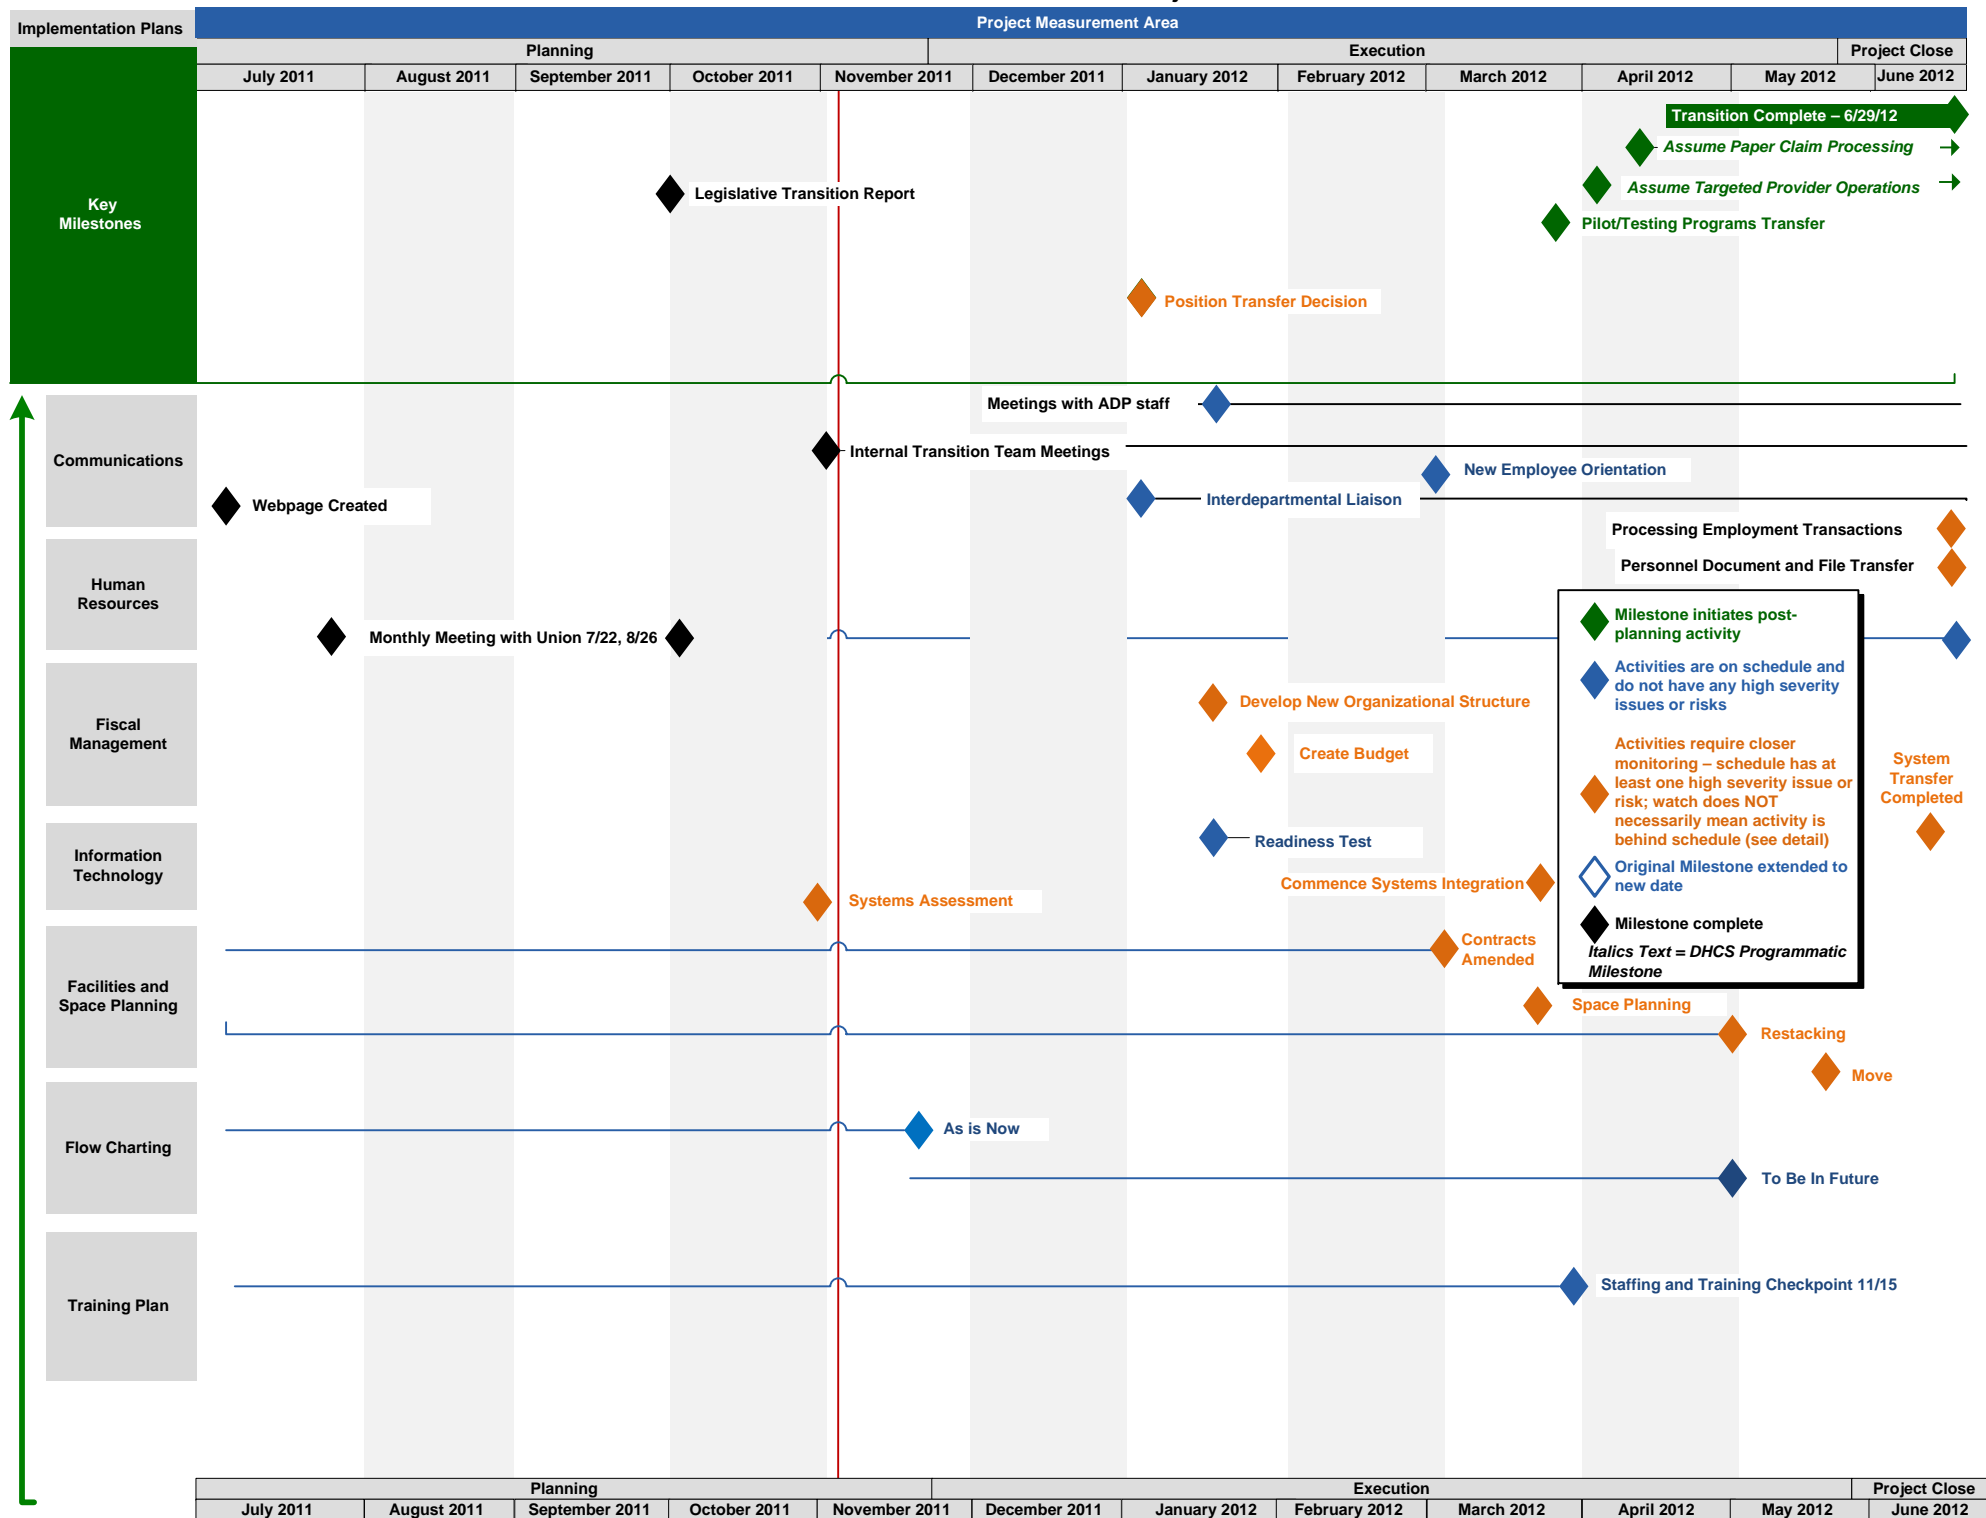 Implementation Plans
Project Measurement Area
Planning
Execution
Project Close
July 2011
August 2011
September 2011
October 2011
November 2011
December 2011
January 2012
February 2012
March 2012
April 2012
May 2012
June 2012
Key
Milestones
Transition Complete – 6/29/12
Assume Paper Claim Processing
Assume Targeted Provider Operations
Legislative Transition Report
Pilot/Testing Programs Transfer
Position Transfer Decision
Communications
Meetings with ADP staff
Internal Transition Team Meetings
New Employee Orientation
Webpage Created
Interdepartmental Liaison
Human
Resources
Processing Employment Transactions
Personnel Document and File Transfer
Monthly Meeting with Union 7/22, 8/26
Milestone initiates post-
planning activity
Activities are on schedule and
do not have any high severity
issues or risks
Activities require closer
monitoring – schedule has at
least one high severity issue or
risk; watch does NOT
necessarily mean activity is
behind schedule (see detail)
Original Milestone extended to
new date
Milestone complete
Italics Text = DHCS Programmatic
Milestone
Fiscal
Management
Develop New Organizational Structure
Create Budget
System
Transfer
Completed
Information
Technology
Readiness Test
Commence Systems Integration
Systems Assessment
Facilities and
Space Planning
Contracts
Amended
Space Planning
Restacking
Move
Flow Charting
As is Now
To Be In Future
Training Plan
Staffing and Training Checkpoint 11/15
Planning
Execution
Project Close
July 2011
August 2011
September 2011
October 2011
November 2011
December 2011
January 2012
February 2012
March 2012
April 2012
May 2012
June 2012